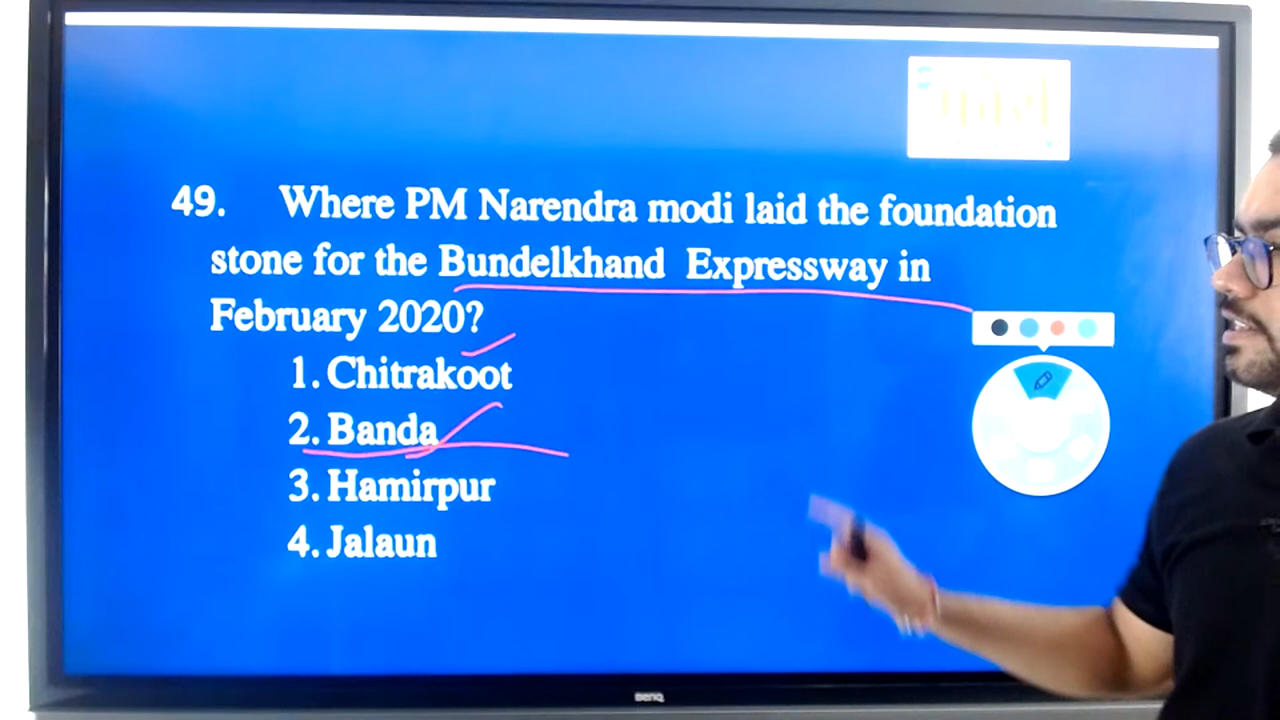 49. Where PM Narendra modi laid the foundation
stone for the Bundelkhand Expressway in
February 2020?
1. Chitrakoot
2. Banda
3. Hamirpur
4. Jalaun
BenQ